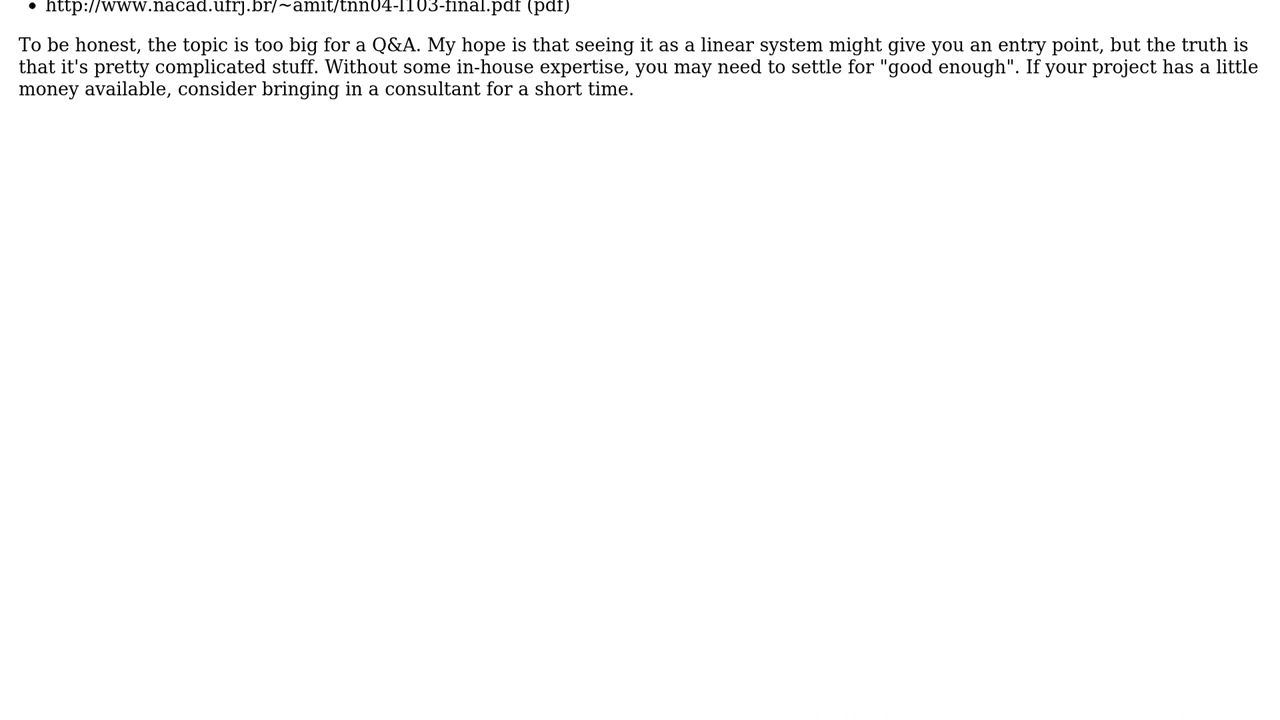 • http://www.nacad.ufrj.br/~amit/tnn04-l103-final.pdf (pdf)
To be honest, the topic is too big for a Q&A. My hope is that seeing it as a linear system might give you an entry point, but the truth is
that it's pretty complicated stuff. Without some in-house expertise, you may need to settle for "good enough". If your project has a little
money available, consider bringing in a consultant for a short time.